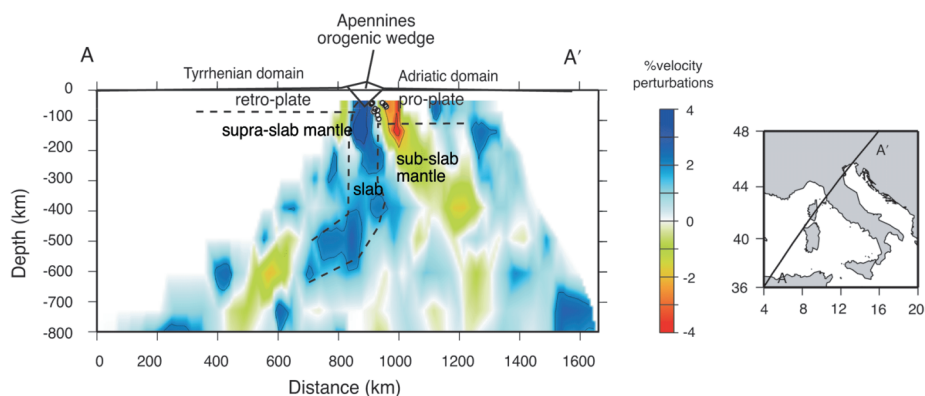 Apennines
orogenic wedge
A
A′
Tyrrhenian domain
Adriatic domain
retro-plate
pro-plate
supra-slab mantle
sub-slab
mantle
slab
0
-100
-200
-300
-400
-500
-600
-700
-800
Depth (km)
0 200 400 600 800 1000 1200 1400 1600
Distance (km)
%velocity
perturbations
4
2
0
-2
-4
48
44
40
36
A′
A
4 8 12 16 20